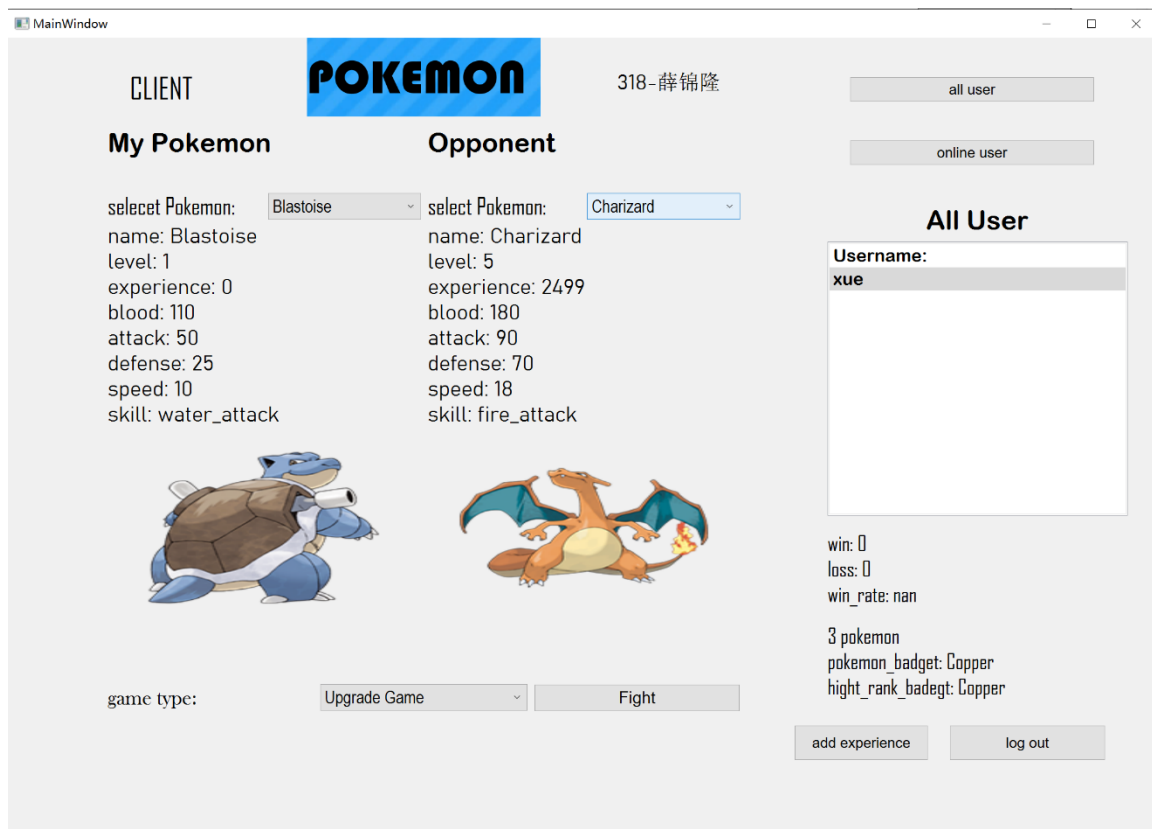 MainWindow
CLIENT
POKEMON
318-薛锦隆
all user
online user
My Pokemon
Opponent
selecet Pokemon:
Blastoise
name: Blastoise
level: 1
experience: 0
blood: 110
attack: 50
defense: 25
speed: 10
skill: water_attack
select Pokemon:
Charizard
name: Charizard
level: 5
experience: 2499
blood: 180
attack: 90
defense: 70
speed: 18
skill: fire_attack
All User
Username:
xue
win: 0
loss: 0
win_rate: nan
3 pokemon
pokemon_badget: Copper
hight_rank_badegt: Copper
game type:
Upgrade Game
Fight
add experience
log out